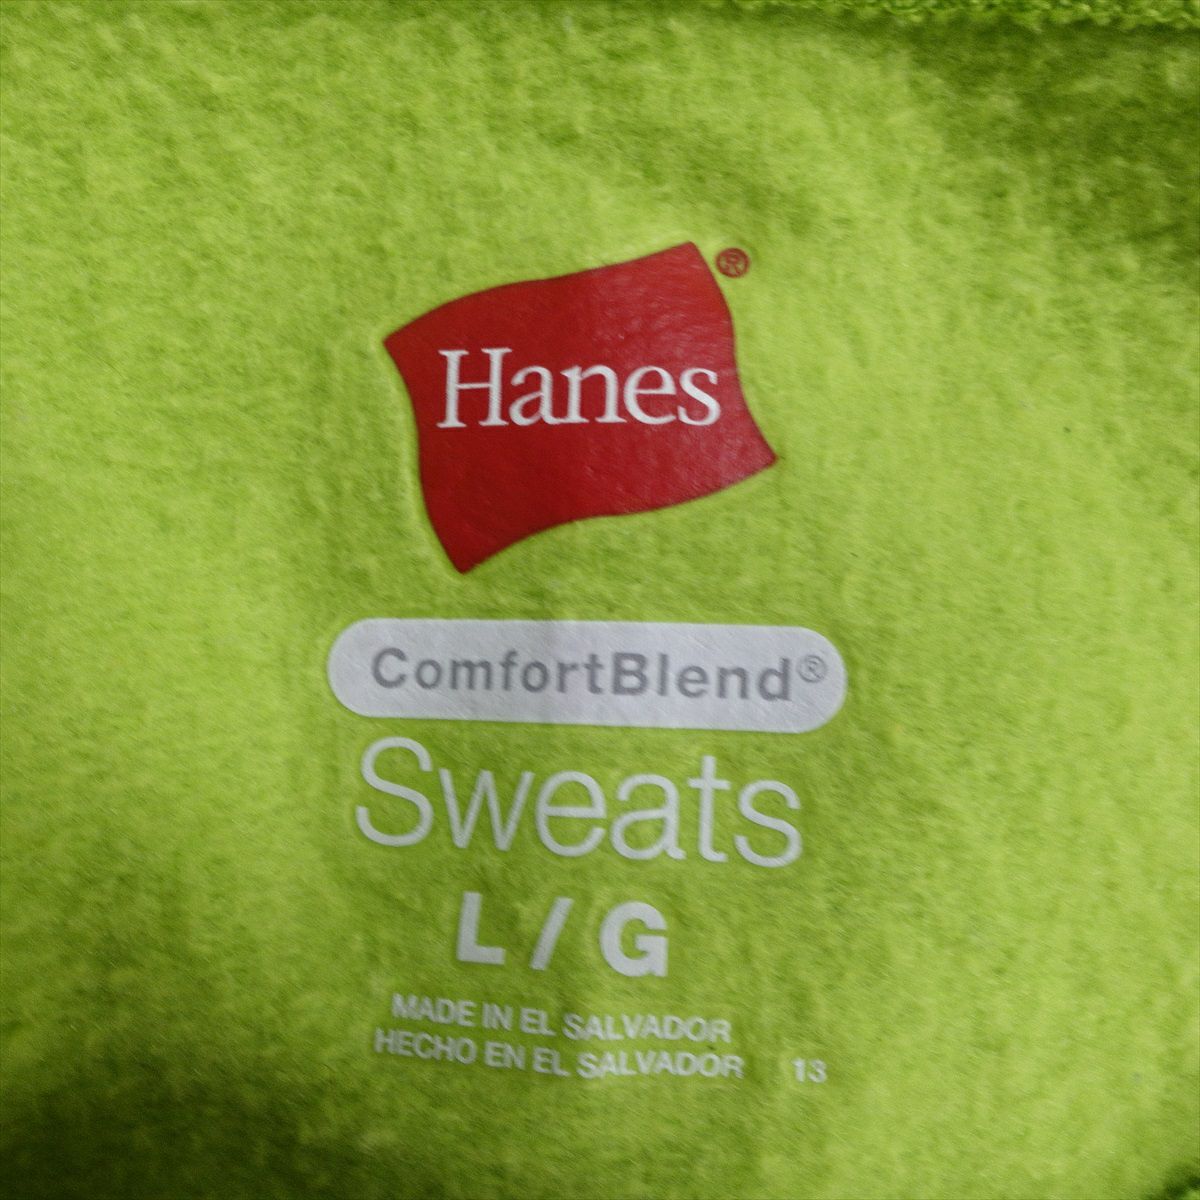 Hanes®
ComfortBlend®
Sweats
L / G
MADE IN EL SALVADOR
HECHO EN EL SALVADOR 13